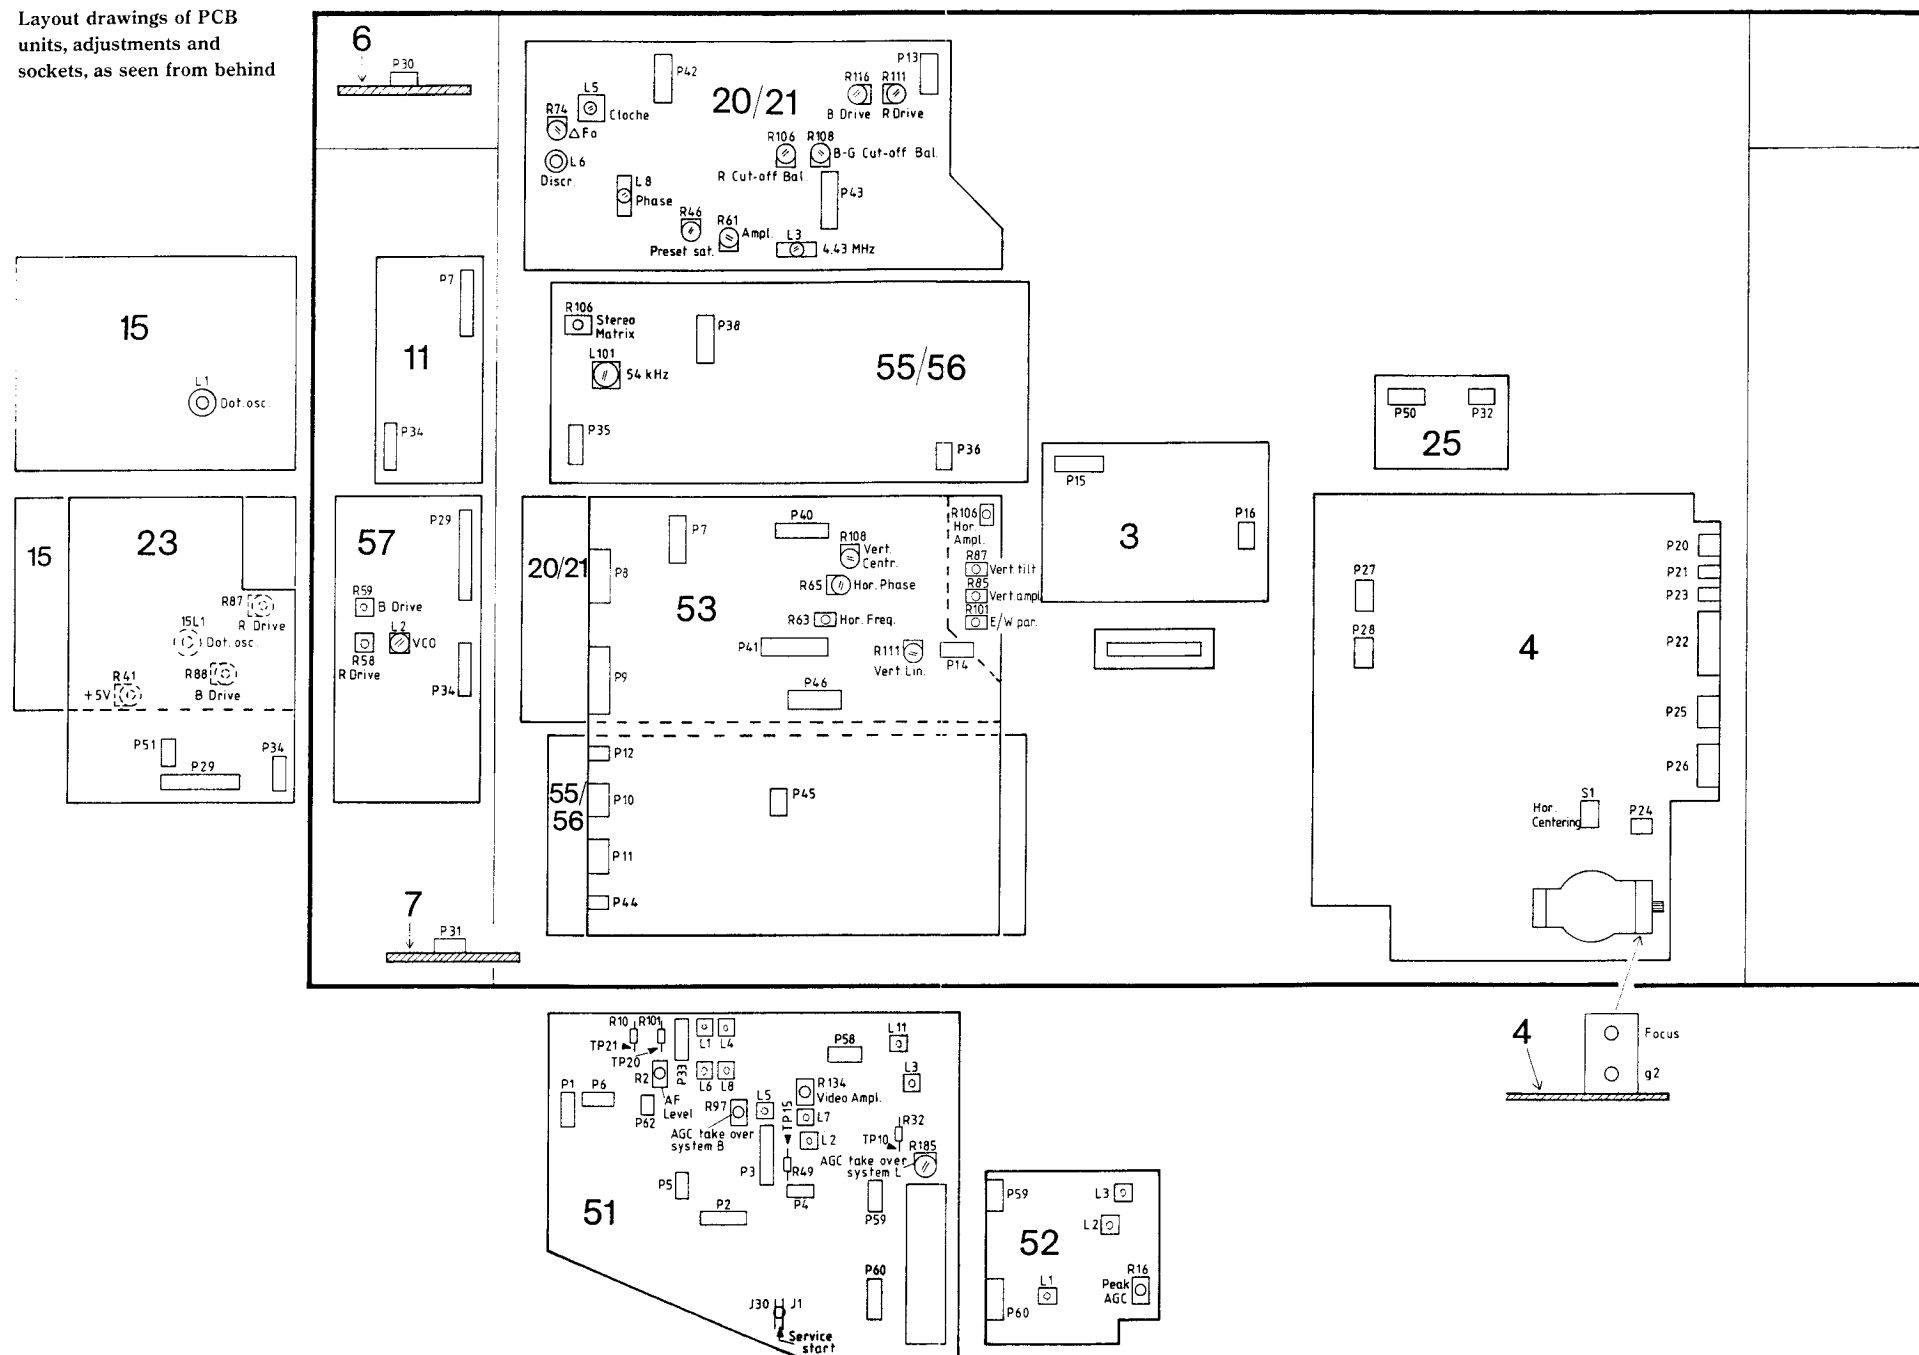 Layout drawings of PCB
units, adjustments and
sockets, as seen from behind
6
P30
P42
P13
L5
Cloche
R74
△Fo
L6
Discr.
20/21
R116
R111
B Drive
R Drive
R106
R108
B-G Cut-off Bal.
R Cut-off Bal.
L8
Phase
P43
R46
R61
Ampl.
Preset sat.
L3
4.43 MHz
15
L1
Dot.osc.
P7
11
P34
R106
Stereo
Matrix
P38
L101
54 kHz
55/56
P35
P36
P15
P16
3
P50
P32
25
15
23
R87
R Drive
15L1
Dot.osc.
R88
B Drive
R41
+5V
P51
P29
P34
57
P29
R59
B Drive
L2
VCO
R58
R Drive
P34
20/21
P8
P7
P40
R108
Vert.
Centr.
R65
Hor. Phase
53
R63
Hor. Freq.
P41
R111
Vert. Lin.
P14
P9
P46
R106
Hor.
Ampl.
R87
Vert tilt
R85
Vert.ampl
R101
E/W par.
P12
55/
56
P10
P45
P11
P44
P27
P28
4
P20
P21
P23
P22
P25
P26
S1
Hor.
Centering
P24
7
P31
4
Focus
g2
R10
R101
TP21
TP20
P33
L1
L4
L6
L8
R2
AF
Level
P1
P6
P62
R97
AGC take over
system B
L5
TP15
P58
L11
L3
R134
Video Ampl.
L7
L2
R32
TP10
AGC take over
system L
R185
P3
R49
P4
P5
P2
51
P59
P60
J30
J1
Service
start
P59
L3
L2
52
L1
R16
Peak
AGC
P60